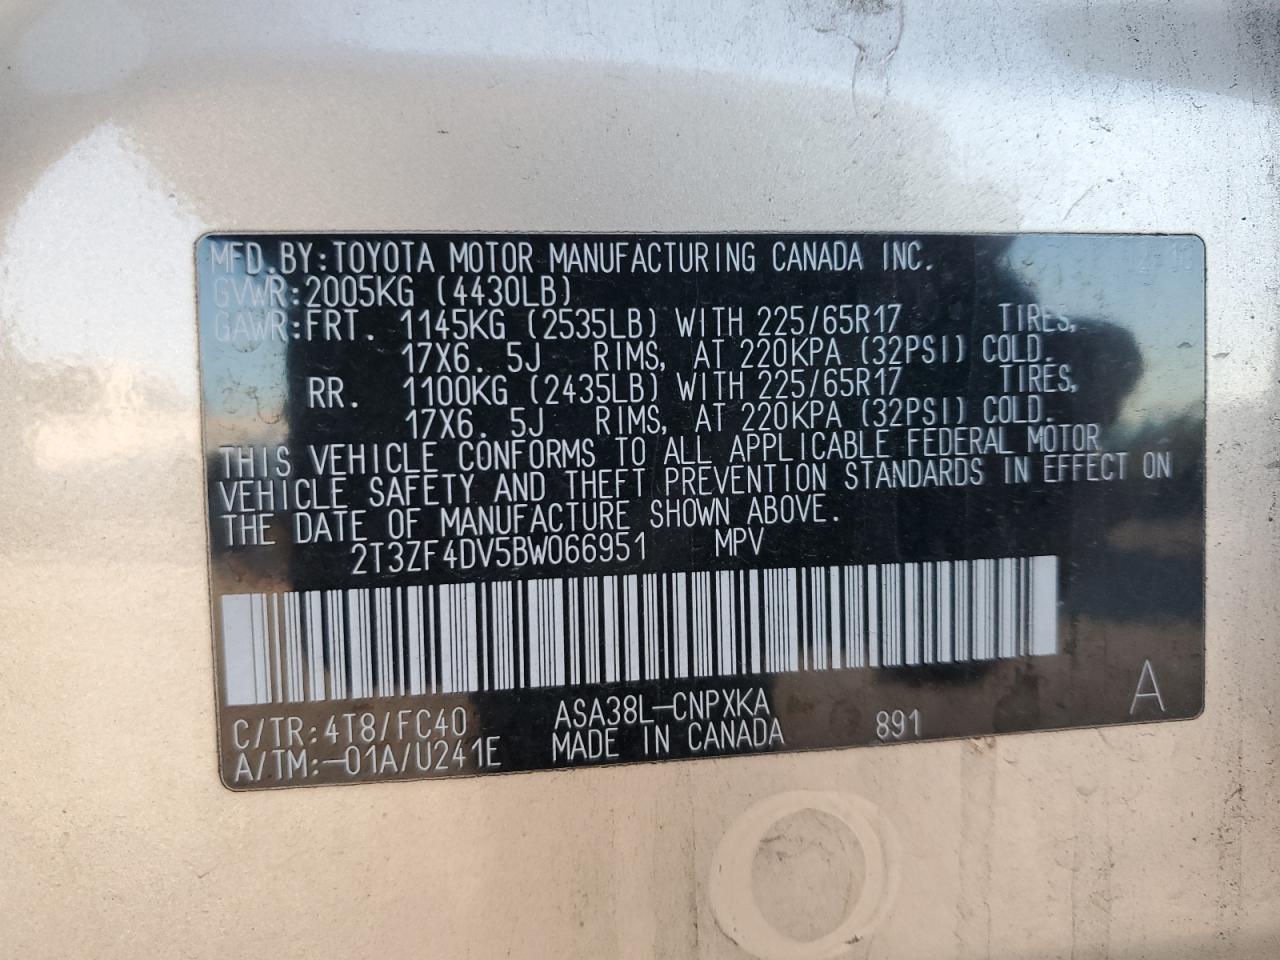 MFD.BY:TOYOTA MOTOR MANUFACTURING CANADA INC.
GVWR:2005KG (4430LB)
GAWR:FRT. 1145KG (2535LB) WITH 225/65R17 TIRES,
17X6. 5J RIMS, AT 220KPA (32PSI) COLD.
RR. 1100KG (2435LB) WITH 225/65R17 TIRES,
17X6. 5J RIMS, AT 220KPA (32PSI) COLD.
THIS VEHICLE CONFORMS TO ALL APPLICABLE FEDERAL MOTOR
VEHICLE SAFETY AND THEFT PREVENTION STANDARDS IN EFFECT ON
THE DATE OF MANUFACTURE SHOWN ABOVE.
2T3ZF4DV5BW066951 MPV
C/TR:4T8/FC40 ASA38L-CNPXKA 891 A
A/TM:-01A/U241E MADE IN CANADA